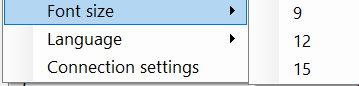 Font size
Language
Connection settings
9
12
15